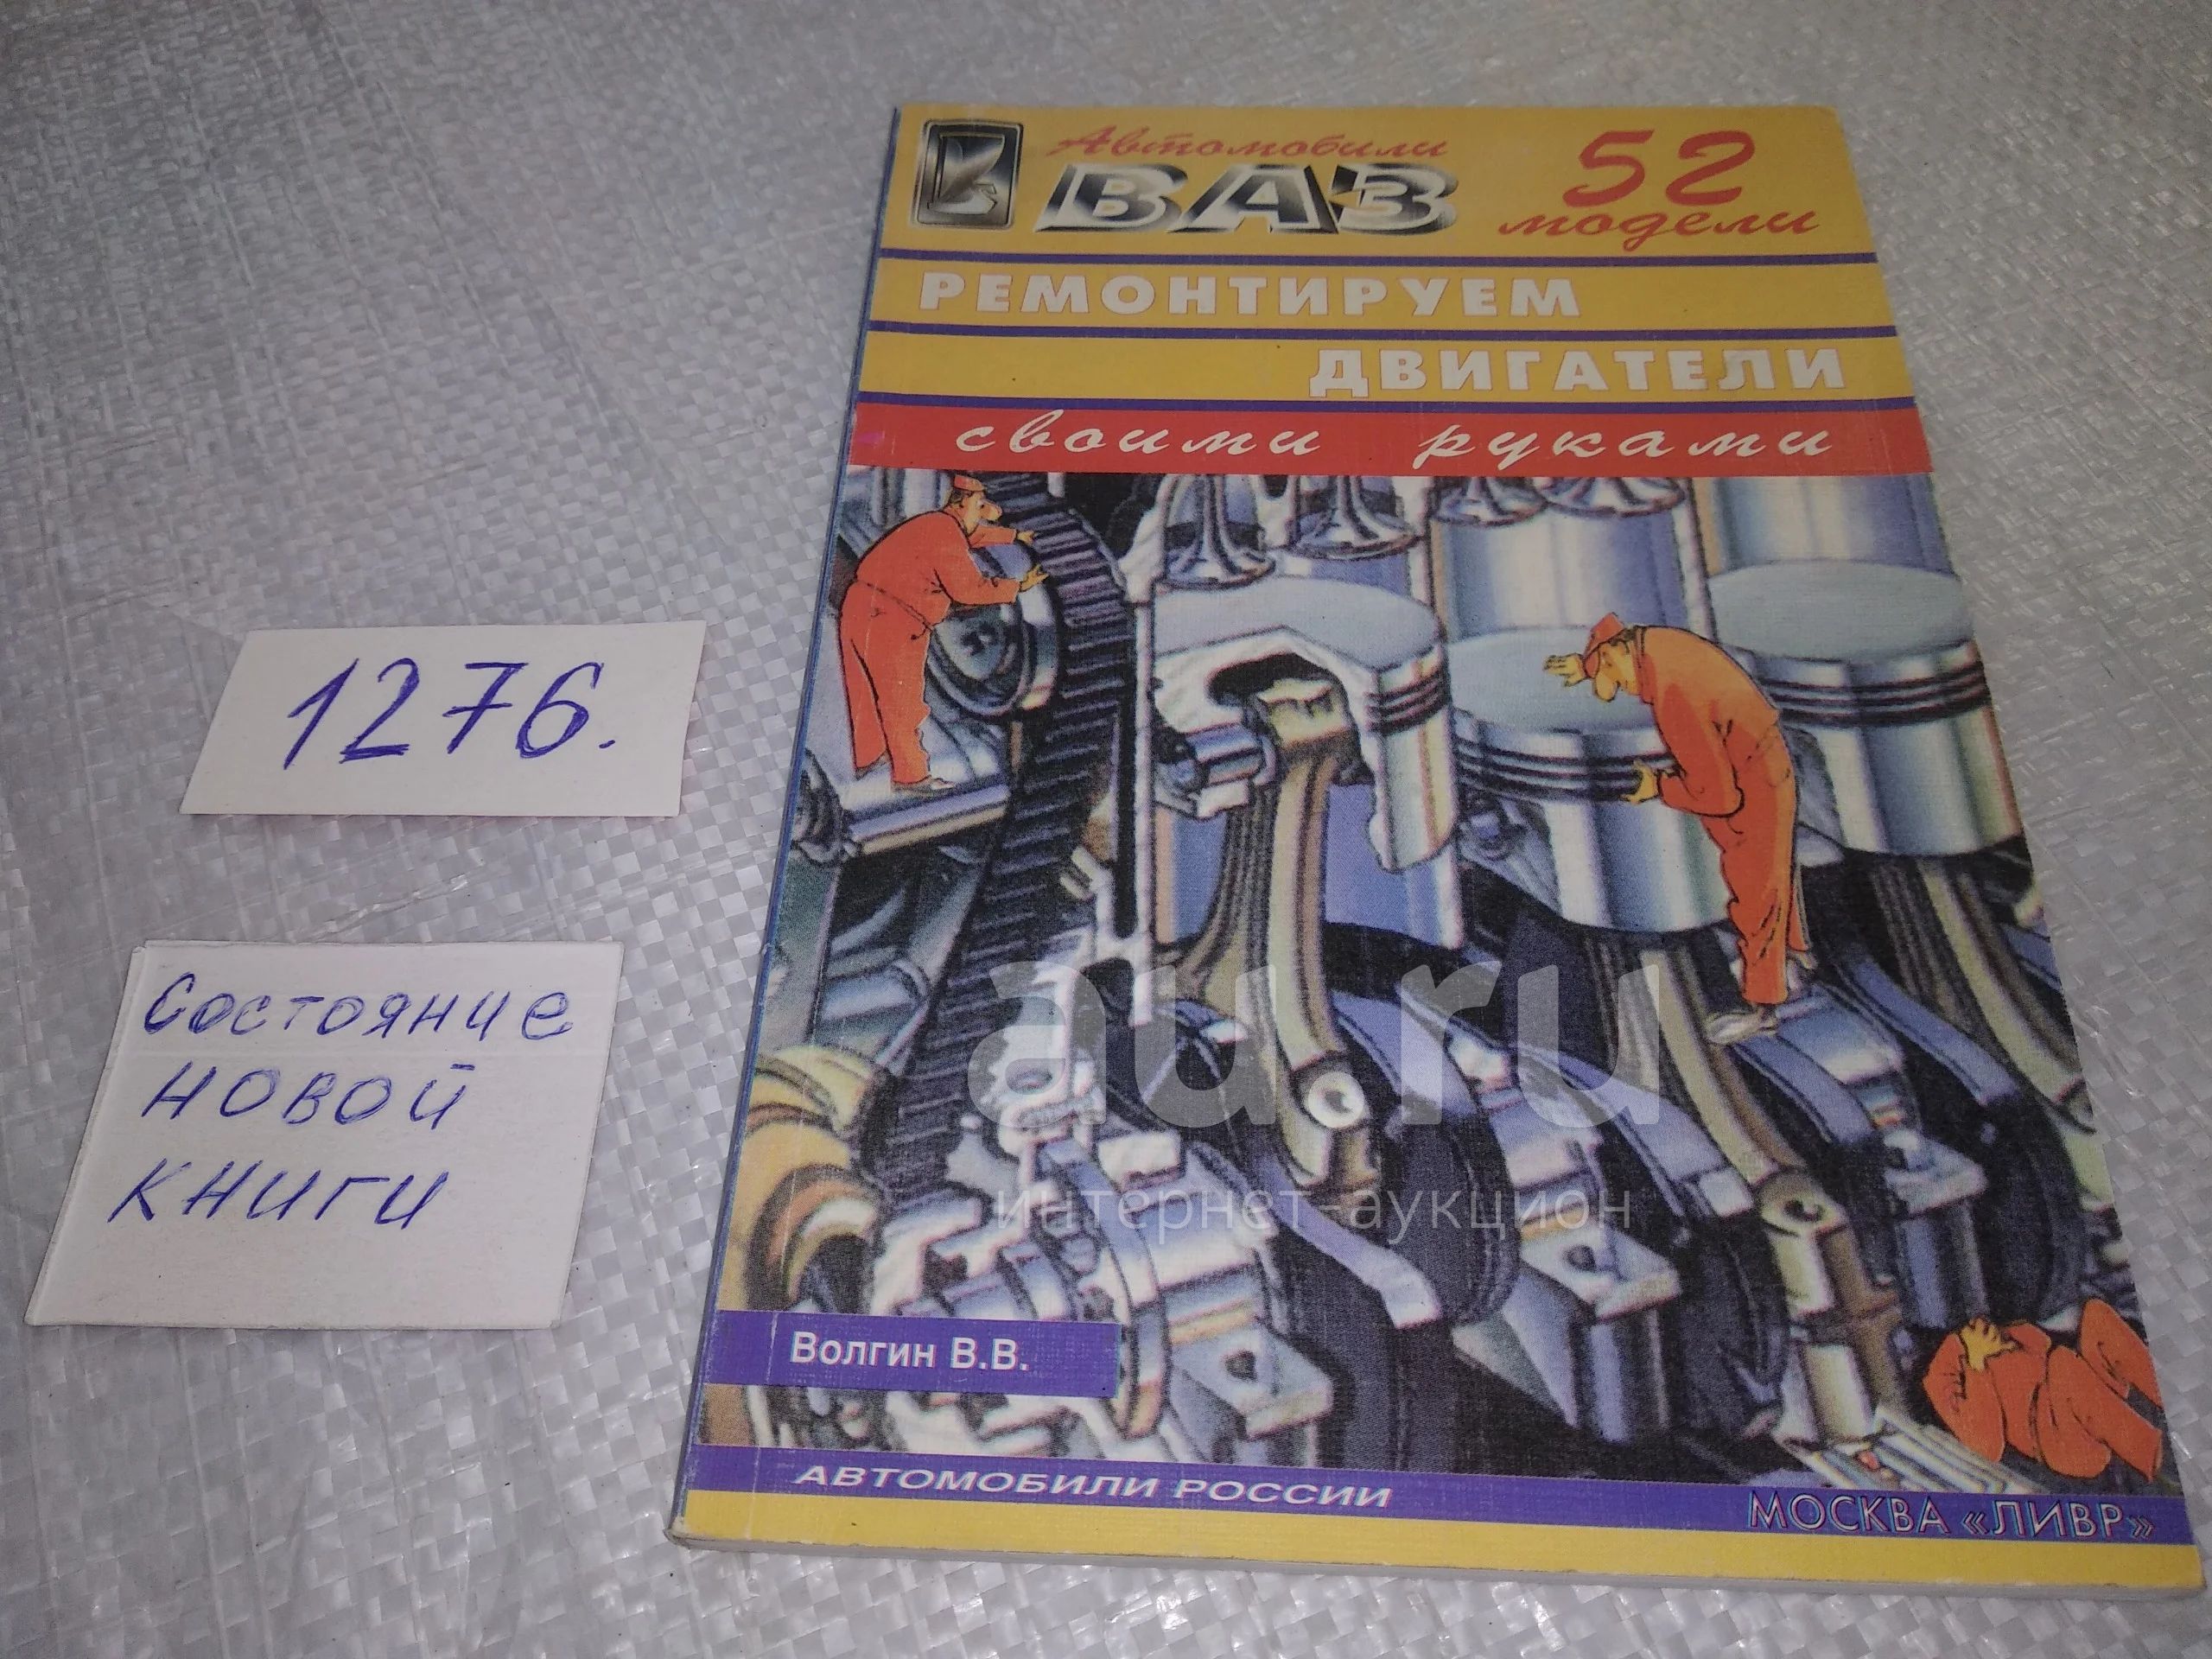 Автомобили
ВАЗ
52
модели
РЕМОНТИРУЕМ
ДВИГАТЕЛИ
своими руками
1276.
Состояние
новой
книги
au.ru
интернет-аукцион
Волгин В.В.
АВТОМОБИЛИ РОССИИ
МОСКВА «ЛИВР»